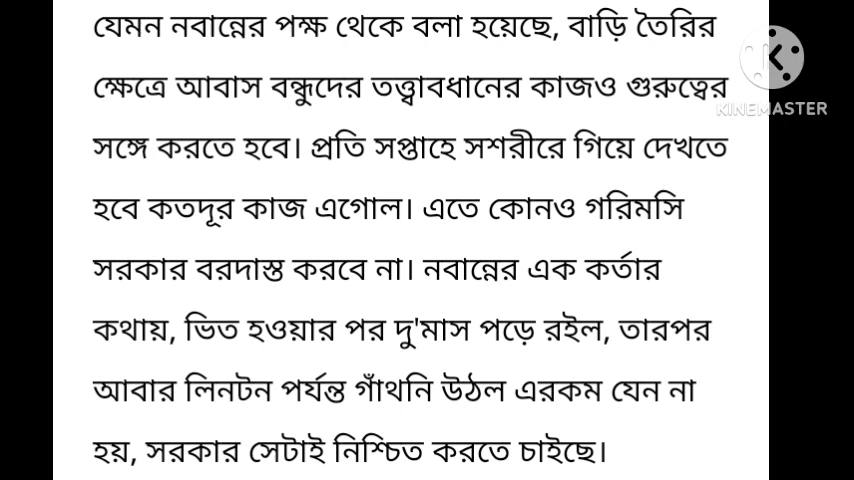 যেমন নবান্নের পক্ষ থেকে বলা হয়েছে, বাড়ি তৈরির
ক্ষেত্রে আবাস বন্ধুদের তত্ত্বাবধানের কাজও গুরুত্বের
সঙ্গে করতে হবে। প্রতি সপ্তাহে সশরীরে গিয়ে দেখতে
হবে কতদূর কাজ এগোল। এতে কোনও গরিমসি
সরকার বরদাস্ত করবে না। নবান্নের এক কর্তার
কথায়, ভিত হওয়ার পর দু'মাস পড়ে রইল, তারপর
আবার লিনটন পর্যন্ত গাঁথনি উঠল এরকম যেন না
হয়, সরকার সেটাই নিশ্চিত করতে চাইছে।
KINEMASTER